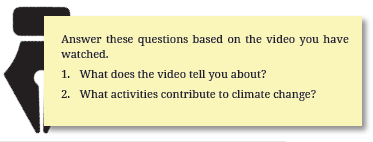 Answer these questions based on the video you have
watched.
1. What does the video tell you about?
2. What activities contribute to climate change?